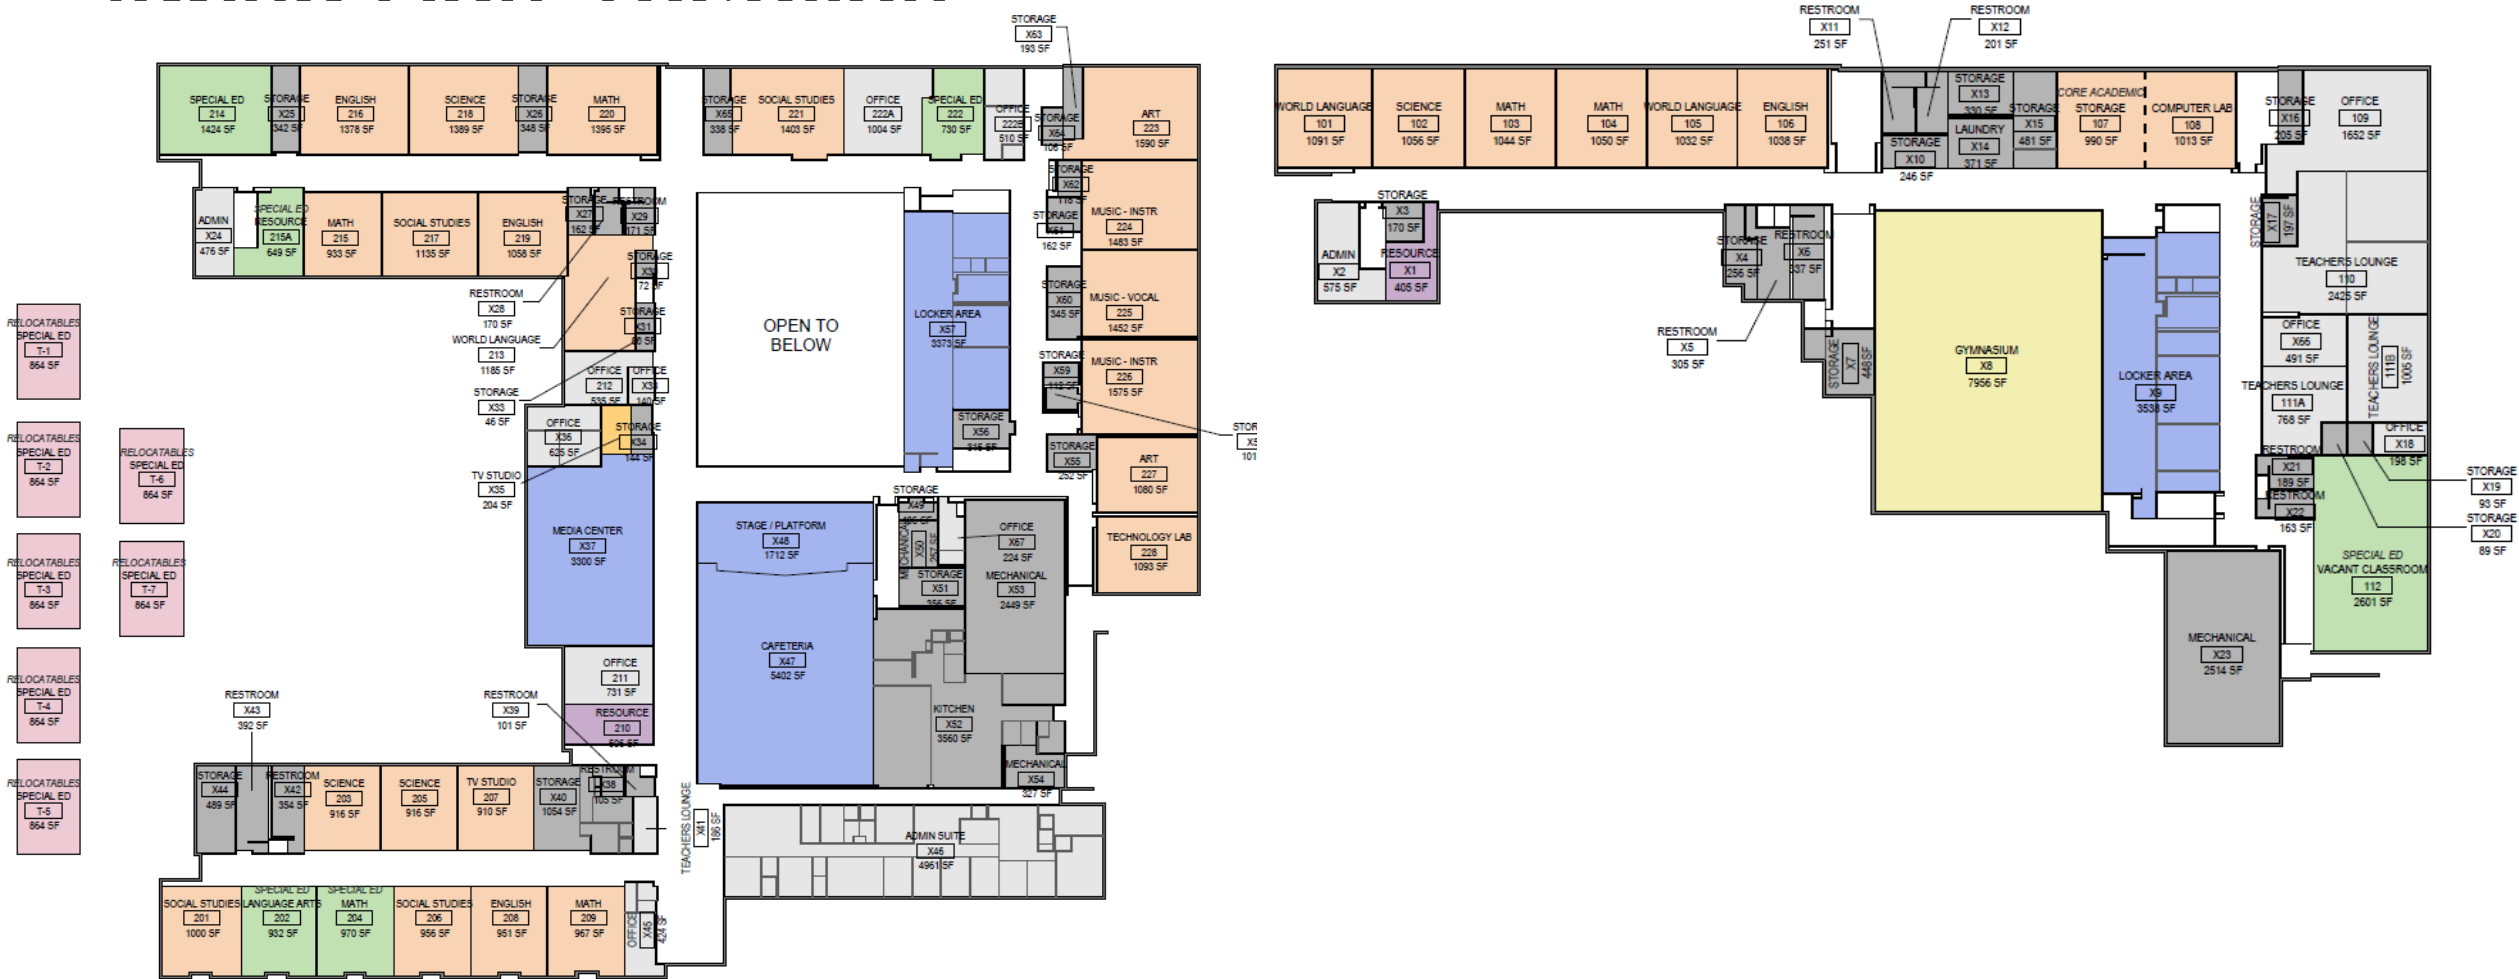 STORAGE
X63
193 SF
SPECIAL ED
214
1424 SF
STORAGE
X25
342 SF
ENGLISH
216
1378 SF
SCIENCE
218
1389 SF
STORAGE
X26
348 SF
MATH
220
1395 SF
STORAGE
X65
338 SF
SOCIAL STUDIES
221
1403 SF
OFFICE
222A
1004 SF
SPECIAL ED
222
730 SF
OFFICE
222B
510 SF
STORAGE
X64
106 SF
ART
223
1590 SF
ADMIN
X24
476 SF
SPECIAL ED
RESOURCE
215A
649 SF
MATH
215
933 SF
SOCIAL STUDIES
217
1135 SF
ENGLISH
219
1058 SF
STORAGE
X27
162 SF
RESTROOM
X29
171 SF
STORAGE
X62
118 SF
STORAGE
X61
162 SF
MUSIC - INSTR
224
1483 SF
STORAGE
72 SF
RESTROOM
X28
170 SF
STORAGE
X31
WORLD LANGUAGE
213
1185 SF
STORAGE
X33
46 SF
OFFICE
212
535 SF
OFFICE
140 SF
OPEN TO
BELOW
LOCKER AREA
X57
3373 SF
STORAGE
X60
345 SF
MUSIC - VOCAL
225
1452 SF
STORAGE
X59
112 SF
MUSIC - INSTR
226
1575 SF
STOR
101
OFFICE
X36
625 SF
STORAGE
X34
144 SF
TV STUDIO
X35
204 SF
STORAGE
X56
315 SF
STORAGE
X55
252 SF
ART
227
1080 SF
MEDIA CENTER
X37
3300 SF
STAGE / PLATFORM
X48
1712 SF
STORAGE
X49
MECHANICAL
X50
257 SF
OFFICE
X67
224 SF
STORAGE
X51
356 SF
MECHANICAL
X53
2449 SF
TECHNOLOGY LAB
228
1093 SF
CAFETERIA
X47
5402 SF
KITCHEN
X52
3560 SF
MECHANICAL
X54
327 SF
OFFICE
211
731 SF
RESOURCE
210
RESTROOM
X43
392 SF
RESTROOM
X39
101 SF
STORAGE
X44
489 SF
RESTROOM
X42
354 SF
SCIENCE
203
916 SF
SCIENCE
205
916 SF
TV STUDIO
207
910 SF
STORAGE
X40
1054 SF
RESTROOM
X38
105 SF
TEACHERS LOUNGE
X41
186 SF
ADMIN SUITE
X46
4961 SF
SOCIAL STUDIES
201
1000 SF
SPECIAL ED
LANGUAGE ARTS
202
932 SF
SPECIAL ED
MATH
204
970 SF
SOCIAL STUDIES
206
956 SF
ENGLISH
208
951 SF
MATH
209
967 SF
OFFICE
X45
424 SF
RELOCATABLES
SPECIAL ED
T-1
864 SF
RELOCATABLES
SPECIAL ED
T-2
864 SF
RELOCATABLES
SPECIAL ED
T-6
864 SF
RELOCATABLES
SPECIAL ED
T-3
864 SF
RELOCATABLES
SPECIAL ED
T-7
864 SF
RELOCATABLES
SPECIAL ED
T-4
864 SF
RELOCATABLES
SPECIAL ED
T-5
864 SF
RESTROOM
X11
251 SF
RESTROOM
X12
201 SF
WORLD LANGUAGE
101
1091 SF
SCIENCE
102
1056 SF
MATH
103
1044 SF
MATH
104
1050 SF
WORLD LANGUAGE
105
1032 SF
ENGLISH
106
1038 SF
STORAGE
X13
330 SF
LAUNDRY
X14
371 SF
STORAGE
X10
246 SF
STORAGE
X15
481 SF
CORE ACADEMIC
STORAGE
107
990 SF
COMPUTER LAB
108
1013 SF
STORAGE
X16
205 SF
OFFICE
109
1652 SF
ADMIN
X2
575 SF
STORAGE
X3
170 SF
RESOURCE
X1
405 SF
STORAGE
X4
256 SF
RESTROOM
X6
337 SF
RESTROOM
X5
305 SF
STORAGE
X7
448 SF
GYMNASIUM
X8
7956 SF
LOCKER AREA
X9
3538 SF
STORAGE
X17
197 SF
TEACHERS LOUNGE
110
2425 SF
OFFICE
X66
491 SF
TEACHERS LOUNGE
111B
1005 SF
TEACHERS LOUNGE
111A
768 SF
OFFICE
X18
198 SF
RESTROOM
X21
189 SF
RESTROOM
X22
163 SF
STORAGE
X19
93 SF
STORAGE
X20
89 SF
SPECIAL ED
VACANT CLASSROOM
112
2601 SF
MECHANICAL
X23
2514 SF